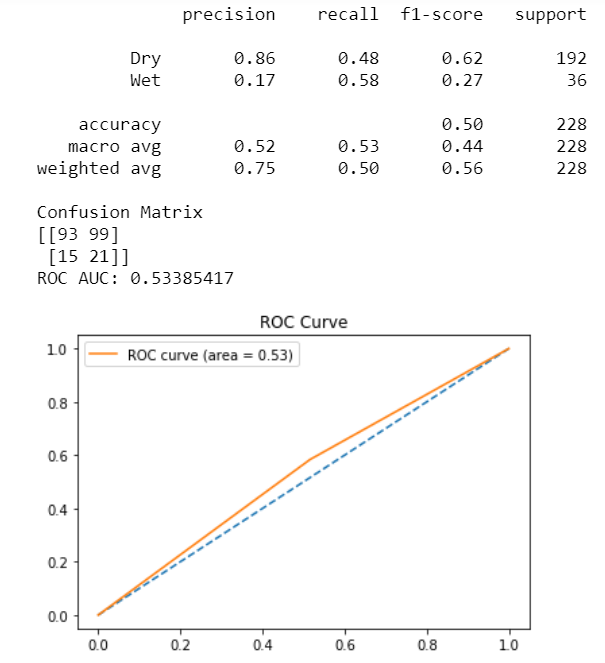 precision recall f1-score support
Dry 0.86 0.48 0.62 192
Wet 0.17 0.58 0.27 36
accuracy 0.50 228
macro avg 0.52 0.53 0.44 228
weighted avg 0.75 0.50 0.56 228
Confusion Matrix
[[93 99]
[15 21]]
ROC AUC: 0.53385417
ROC Curve
ROC curve (area = 0.53)
1.0
0.8
0.6
0.4
0.2
0.0
0.0 0.2 0.4 0.6 0.8 1.0